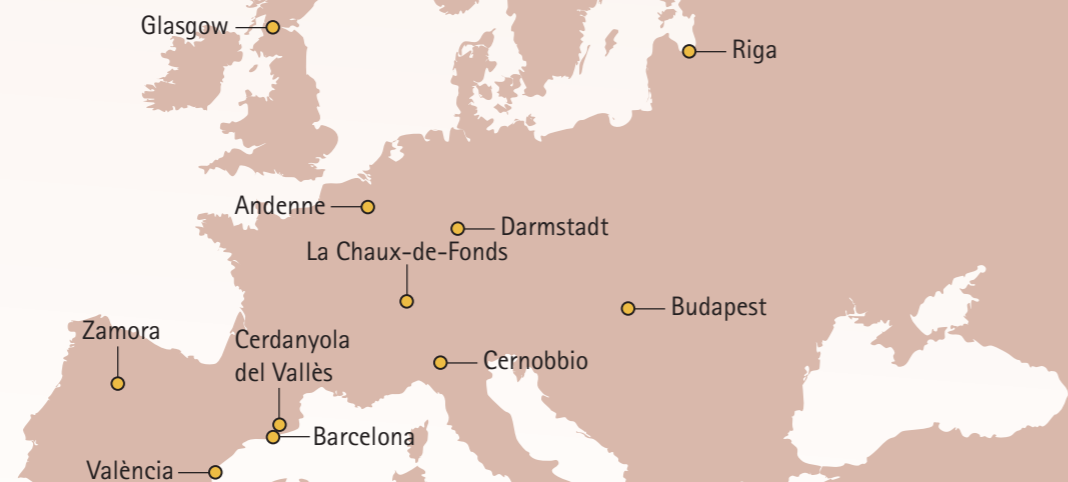 Glasgow
Riga
Andenne
Darmstadt
La Chaux-de-Fonds
Budapest
Zamora
Cerdanyola
del Vallès
Cernobbio
Barcelona
València